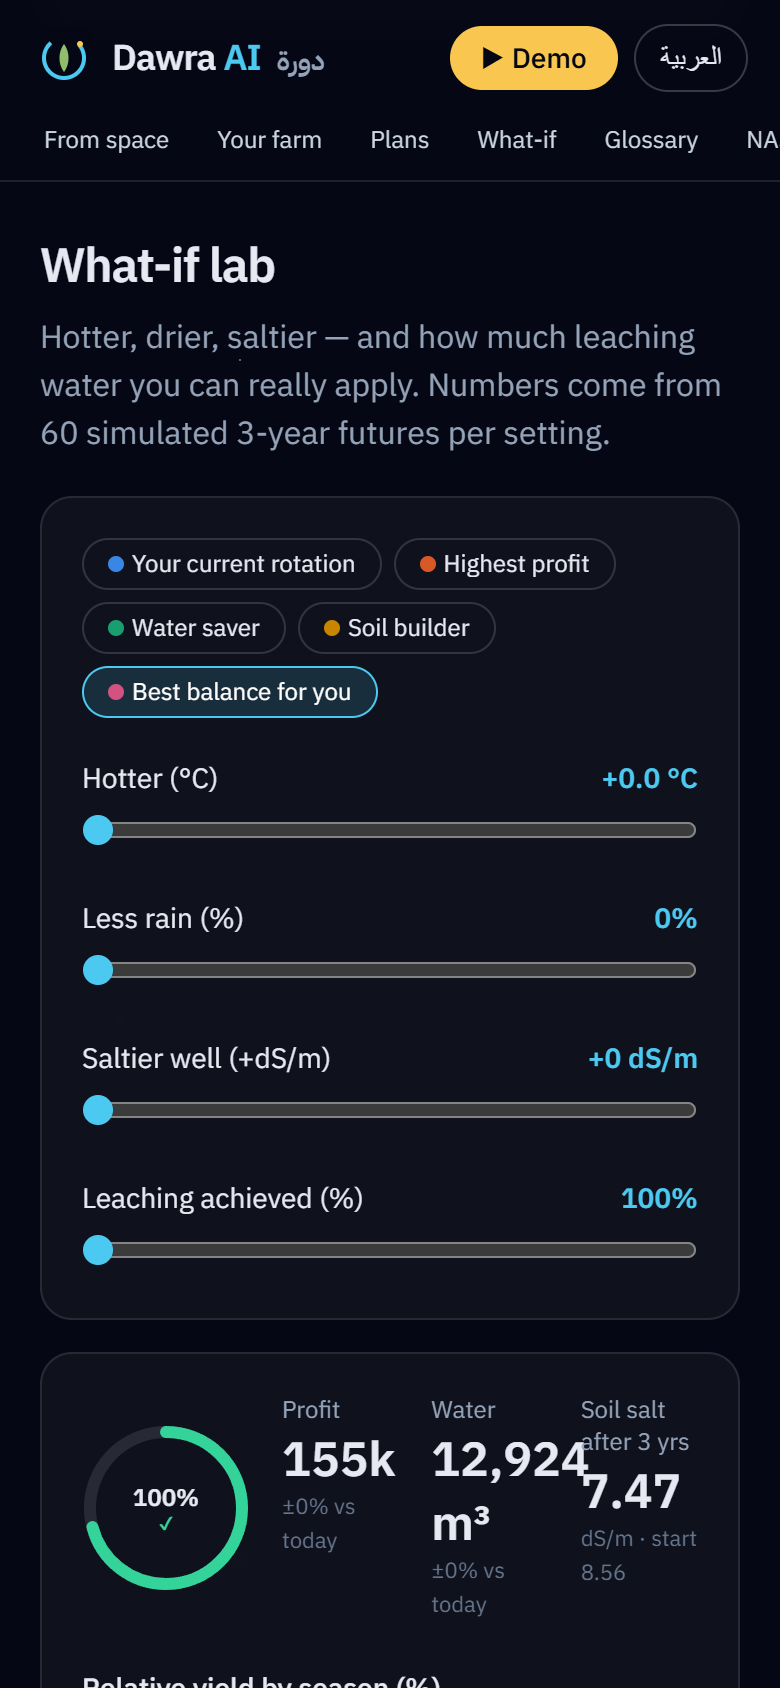 Dawra AI دورة
▶ Demo
العربية
From space Your farm Plans What-if Glossary NA
What-if lab
Hotter, drier, saltier — and how much leaching
water you can really apply. Numbers come from
60 simulated 3-year futures per setting.
Your current rotation
Highest profit
Water saver
Soil builder
Best balance for you
Hotter (°C) +0.0 °C
Less rain (%) 0%
Saltier well (+dS/m) +0 dS/m
Leaching achieved (%) 100%
100%
✓
Profit
155k
±0% vs
today
Water
12,924
m³
±0% vs
today
Soil salt
after 3 yrs
7.47
dS/m · start
8.56
Relative yield by season (%)